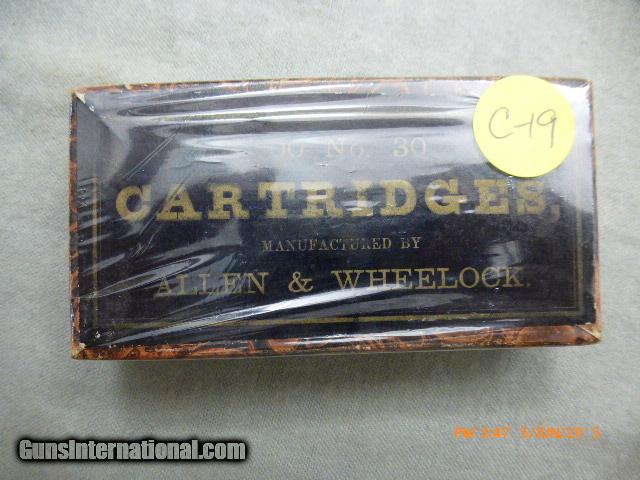 C-19
No. 30
CARTRIDGES,
MANUFACTURED BY
ALLEN & WHEELOCK.
GunsInternational.com